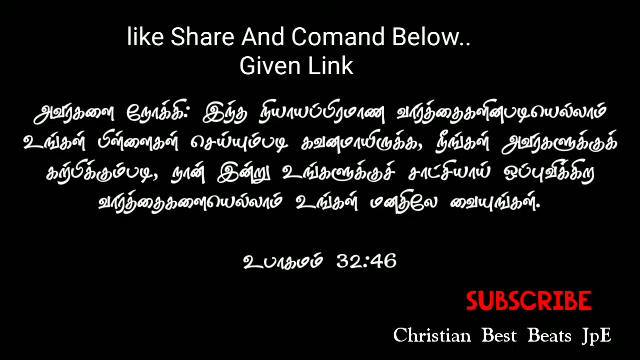 like Share And Comand Below..
Given Link
அவர்களை நோக்கி: இந்த நியாயப்பிரமாண வார்த்தைகளின்படியெல்லாம்
உங்கள் பிள்ளைகள் செய்யும்படி கவனமாயிருக்க, நீங்கள் அவர்களுக்குக்
கற்பிக்கும்படி, நான் இன்று உங்களுக்குச் சாட்சியாய் ஒப்புவிக்கிற
வார்த்தைகளையெல்லாம் உங்கள் மனதிலே வையுங்கள்.
உபாகமம் 32:46
SUBSCRIBE
Christian Best Beats JpE